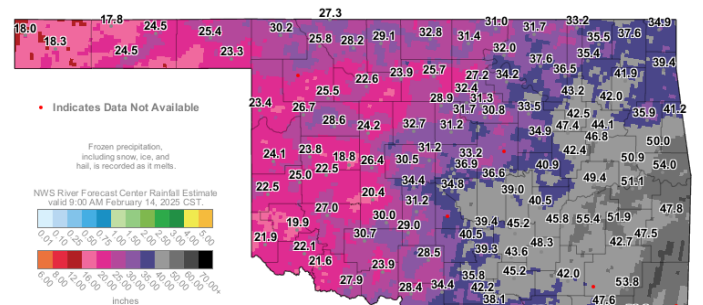 27.3
17.8 31.0 33.2 34.9
18.0 24.5 25.4 30.2 32.8 31.7 37.6
18.3 24.5 23.3 25.8 28.2 29.1 31.4 32.0 35.5
35.4
37.6 39.4
22.6 23.9 25.7 27.2 34.2 36.5 41.9
25.5 32.4 43.2 42.0
23.4 26.7 28.9 31.3 33.5
31.7 30.8 42.5 35.9 41.2
Indicates Data Not Available
28.6 24.2 32.7 31.2 34.9 47.4 44.1
46.8
Frozen precipitation,
including snow, ice, and
hail, is recorded as it melts.
24.1 23.8 18.8 26.4 30.5 31.2 33.2 42.4 50.0
25.0 22.5 36.9 40.9 50.9 54.0
22.5 34.4 34.8 36.6 39.0 49.4 51.1
NWS River Forecast Center Rainfall Estimate
valid 9:00 AM February 14, 2025 CST.
20.4 31.2 40.5
27.0 30.0 47.8
19.9 29.0 39.4 45.2 45.8 55.4 51.9
21.9 30.7 40.5 47.5
22.1 28.5 39.3 43.6 48.3 42.7
21.6 23.9 45.2 42.0
27.9 28.4 34.4 35.8 42.2 53.8
38.1 47.6
0.01 0.10 0.25 0.50 0.75 1.00 1.50 2.00 2.50 3.00 4.00 5.00
6.00 8.00 12.00 16.00 20.00 25.00 30.00 35.00 40.00 50.00 60.00 70.00+
inches